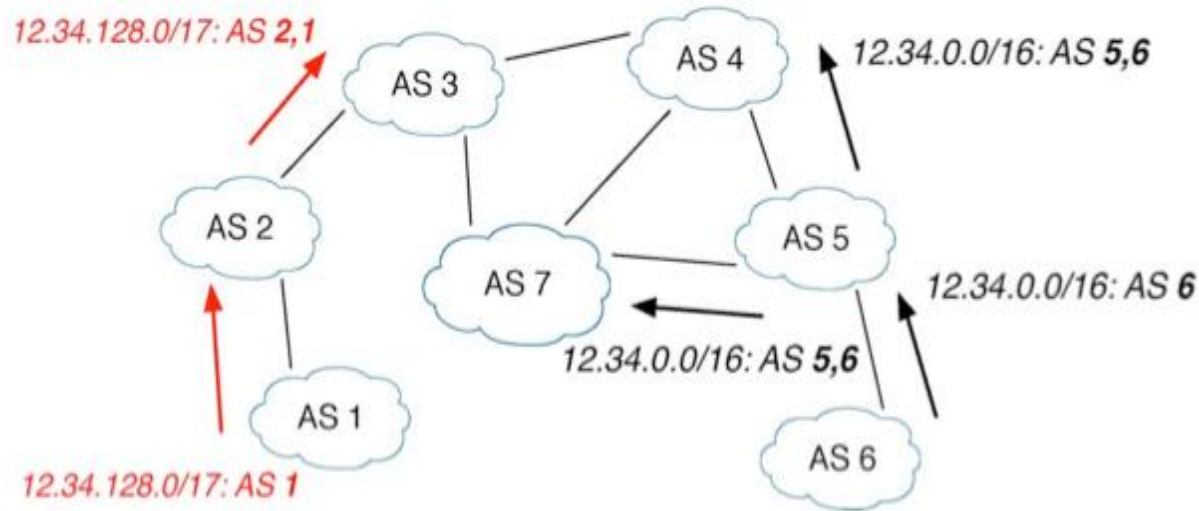 12.34.128.0/17: AS 2,1
AS 3
AS 4
12.34.0.0/16: AS 5,6
AS 2
AS 5
AS 7
12.34.0.0/16: AS 6
12.34.0.0/16: AS 5,6
AS 1
AS 6
12.34.128.0/17: AS 1